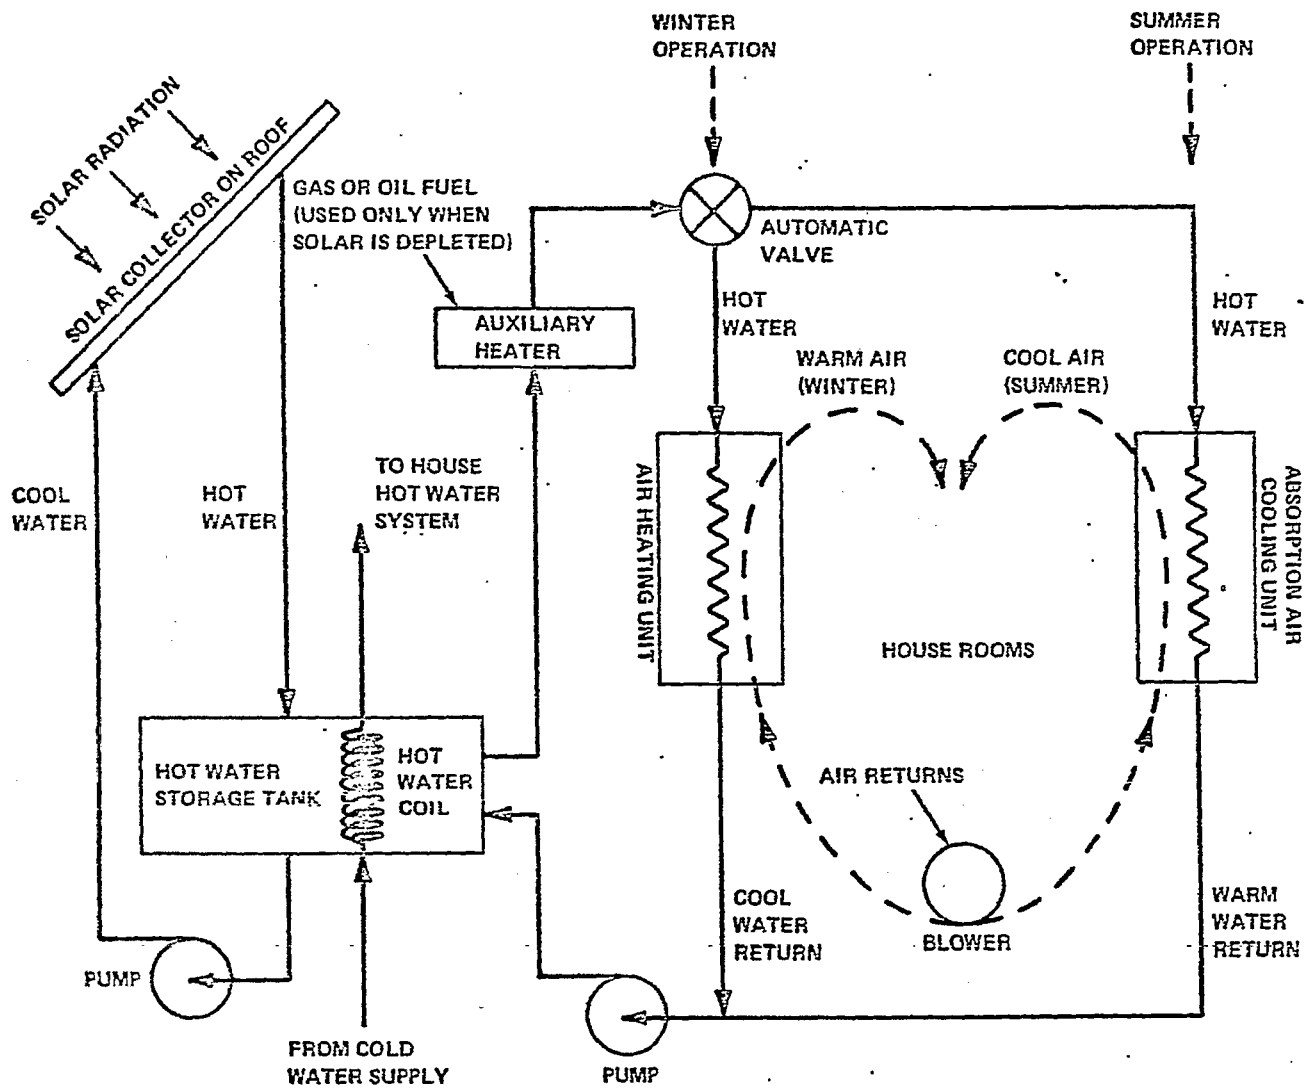 WINTER
OPERATION
SUMMER
OPERATION
SOLAR RADIATION
SOLAR COLLECTOR ON ROOF
GAS OR OIL FUEL
(USED ONLY WHEN
SOLAR IS DEPLETED)
AUTOMATIC
VALVE
AUXILIARY
HEATER
HOT
WATER
HOT
WATER
WARM AIR
(WINTER)
COOL AIR
(SUMMER)
COOL
WATER
HOT
WATER
TO HOUSE
HOT WATER
SYSTEM
AIR HEATING UNIT
ABSORPTION AIR
COOLING UNIT
HOUSE ROOMS
HOT WATER
STORAGE TANK
HOT
WATER
COIL
AIR RETURNS
BLOWER
COOL
WATER
RETURN
WARM
WATER
RETURN
PUMP
FROM COLD
WATER SUPPLY
PUMP